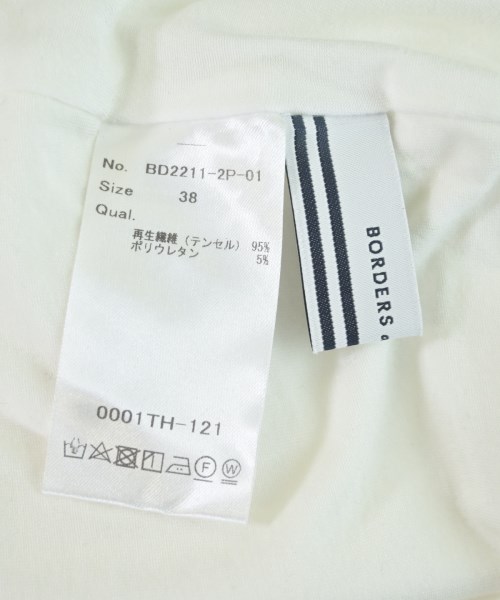 No. BD2211-2P-01
Size 38
Qual.
再生繊維（テンセル） 95%
ポリウレタン 5%
0001TH-121
F W
BORDERS